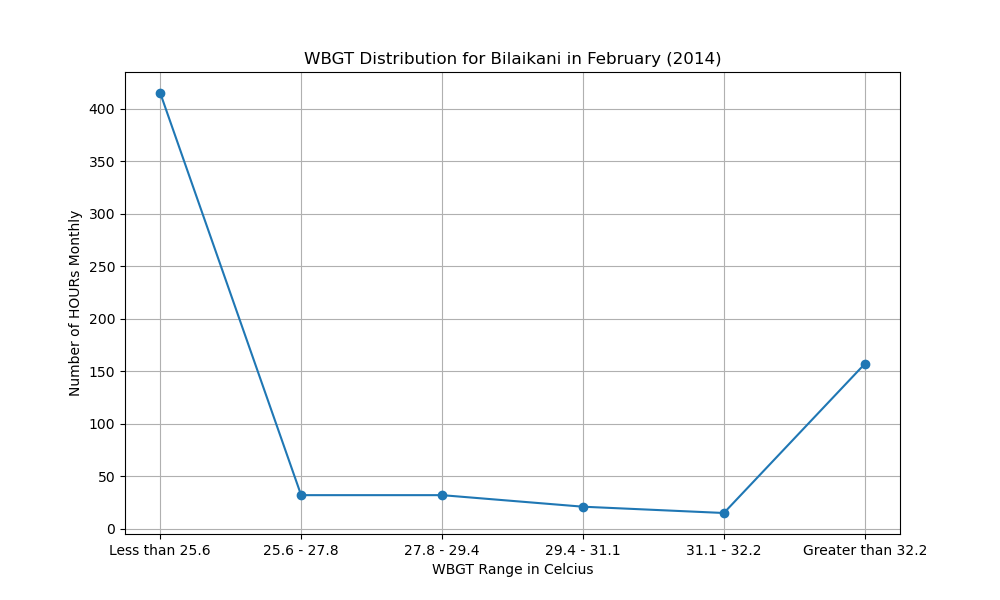 WBGT Distribution for Bilaikani in February (2014)
Number of HOURs Monthly
400
350
300
250
200
150
100
50
0
Less than 25.6
25.6 - 27.8
27.8 - 29.4
29.4 - 31.1
31.1 - 32.2
Greater than 32.2
WBGT Range in Celcius